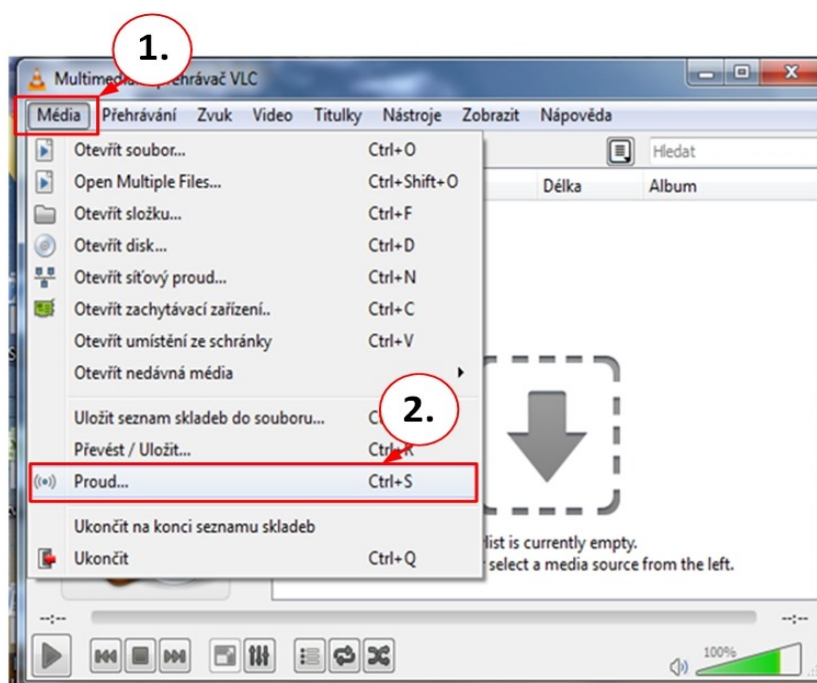 1.
Multimed hrávač VLC
Média Přehrávání Zvuk Video Titulky Nástroje Zobrazit Nápověda
Otevřít soubor... Ctrl+O
Hledat
Open Multiple Files... Ctrl+Shift+O
Délka Album
Otevřít složku... Ctrl+F
Otevřít disk... Ctrl+D
Otevřít síťový proud... Ctrl+N
Otevřít zachytávací zařízení.. Ctrl+C
Otevřít umístění ze schránky Ctrl+V
Otevřít nedávná média
2.
Uložit seznam skladeb do souboru...
Převést / Uložit... Ctrl+R
Proud... Ctrl+S
Ukončit na konci seznamu skladeb
Ukončit Ctrl+Q
list is currently empty.
select a media source from the left.
--:-- --:--
100%